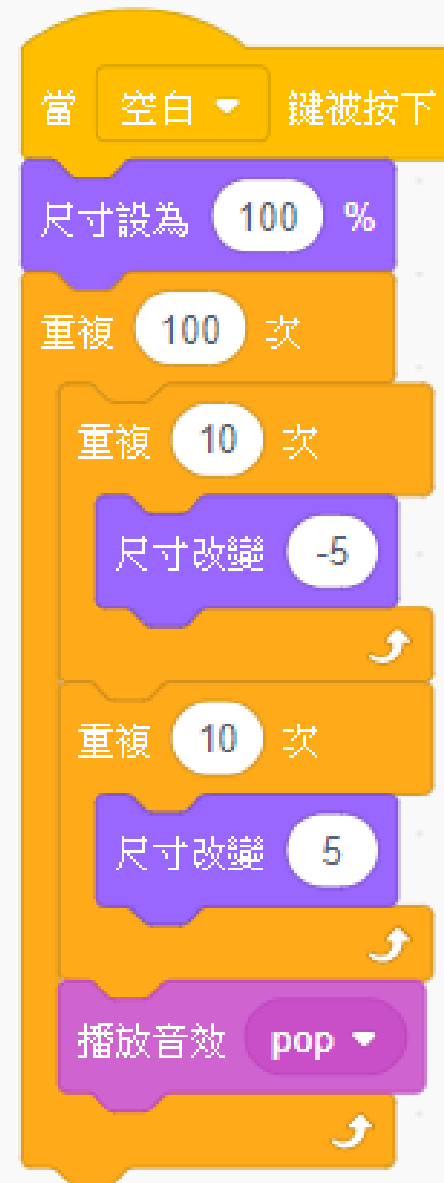 當 空白 鍵被按下
尺寸設為 100 %
重複 100 次
重複 10 次
尺寸改變 -5
重複 10 次
尺寸改變 5
播放音效 pop